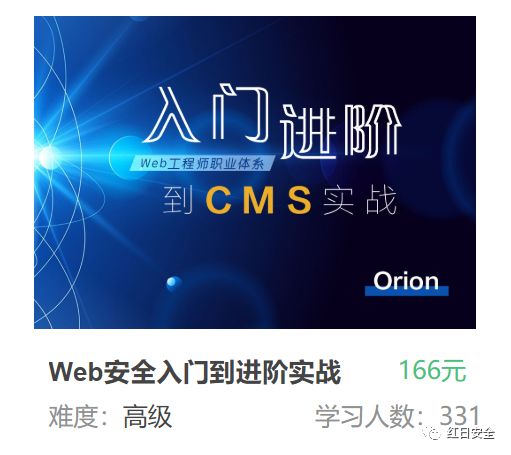 入门进阶
Web工程师职业体系
到CMS实战
Orion
Web安全入门到进阶实战 166元
难度：高级 学习人数：331
红日安全